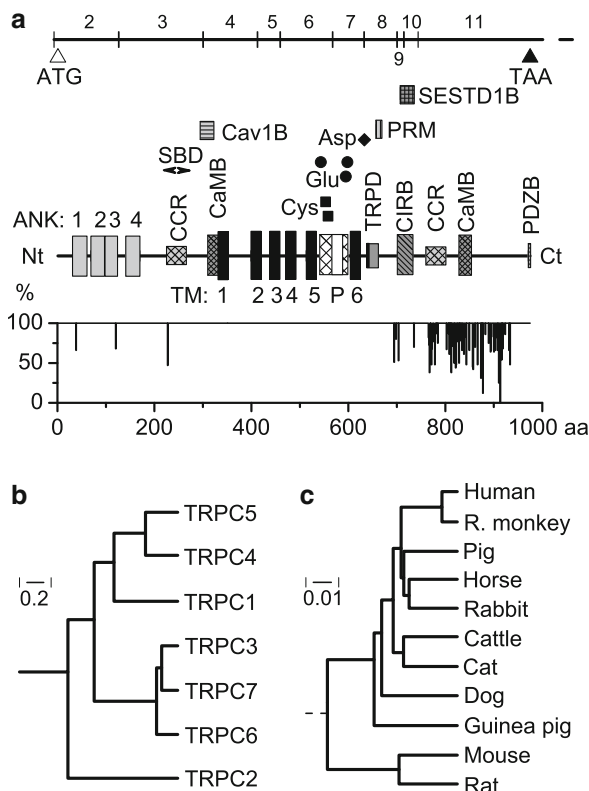 a
2 3 4 5 6 7 8 10 11
9
ATG TAA
SESTD1B
Cav1B Asp PRM
SBD Glu
CCR CaMB Cys TRPD CIRB CCR CaMB PDZB
ANK: 1 2 3 4
Nt Ct
TM: 1 2 3 4 5 P 6
%
100
50
0
0 200 400 600 800 1000 aa
b
0.2
TRPC5
TRPC4
TRPC1
TRPC3
TRPC7
TRPC6
TRPC2
c
0.01
Human
R. monkey
Pig
Horse
Rabbit
Cattle
Cat
Dog
Guinea pig
Mouse
Rat